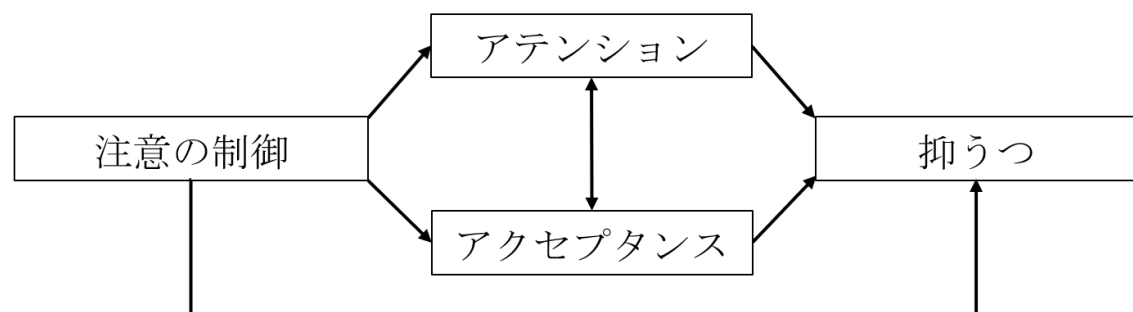 アテンション
注意の制御
抑うつ
アクセプタンス